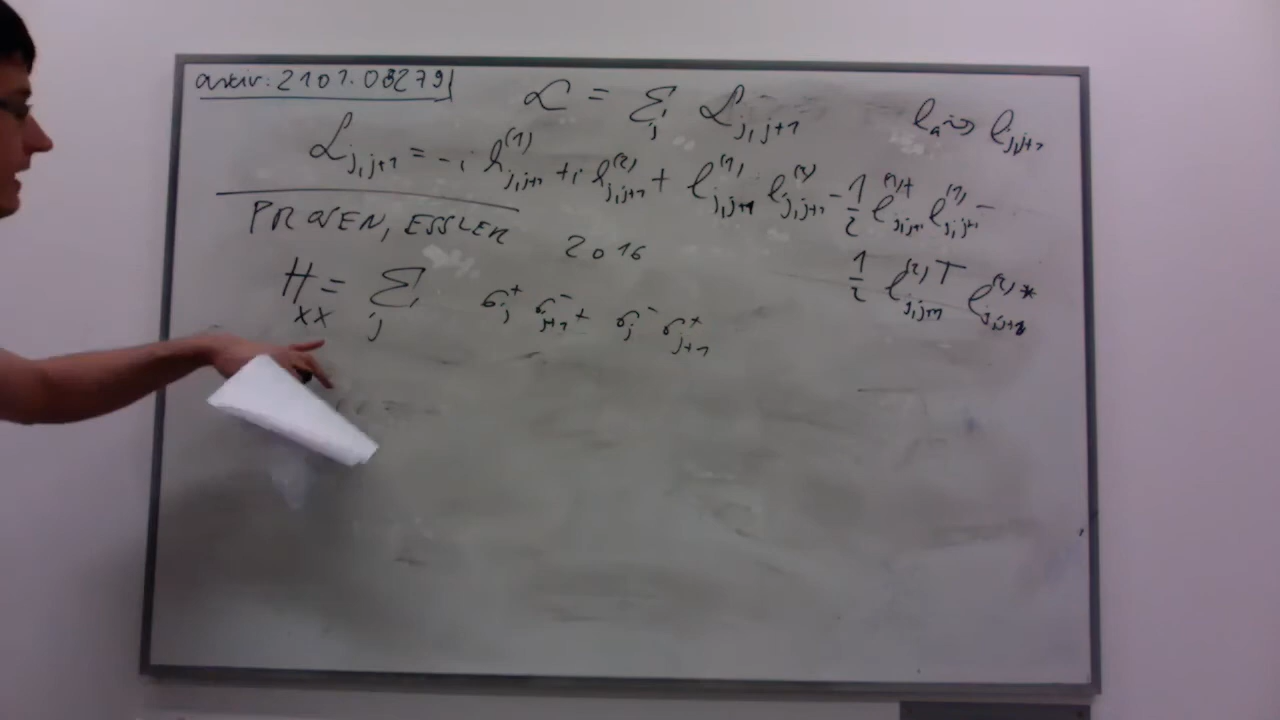 arxiv: 2101.08279
ℒ = Σ_j ℒ_{j,j+1}
l_a → l_{j,j+1}
ℒ_{j,j+1} = -i h^{(1)}_{j,j+1} + i h^{(2)}_{j,j+1} + l^{(1)}_{j,j+1} l^{(2)*}_{j,j+1} - 1/2 l^{(1)†}_{j,j+1} l^{(1)}_{j,j+1} -
1/2 l^{(2)T}_{j,j+1} l^{(2)*}_{j,j+1}
PROSEN, ESSLER 2016
H_{XX} = Σ_j σ_j^+ σ_{j+1}^- + σ_j^- σ_{j+1}^+